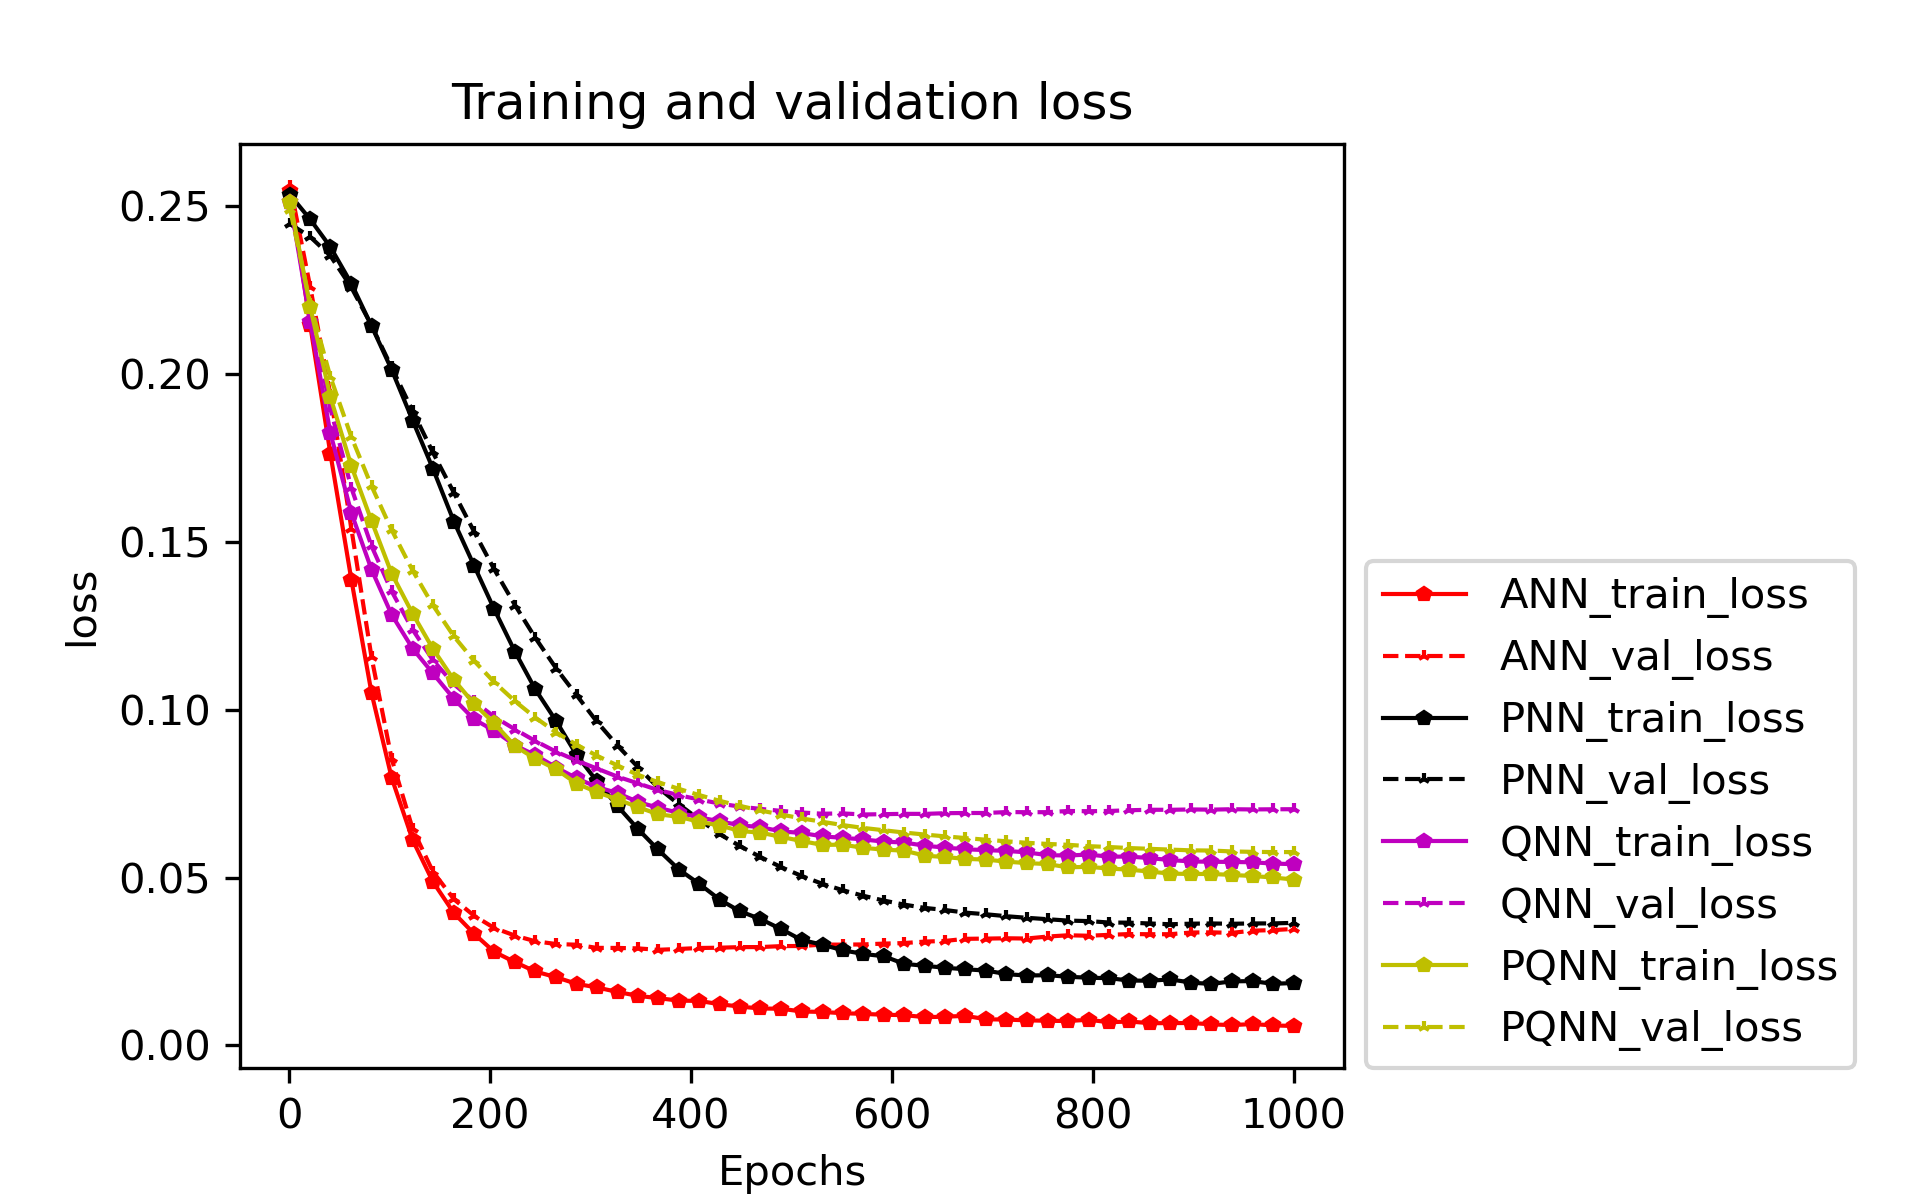 Training and validation loss
0.25
0.20
0.15
0.10
0.05
0.00
loss
0 200 400 600 800 1000
Epochs
ANN_train_loss
ANN_val_loss
PNN_train_loss
PNN_val_loss
QNN_train_loss
QNN_val_loss
PQNN_train_loss
PQNN_val_loss